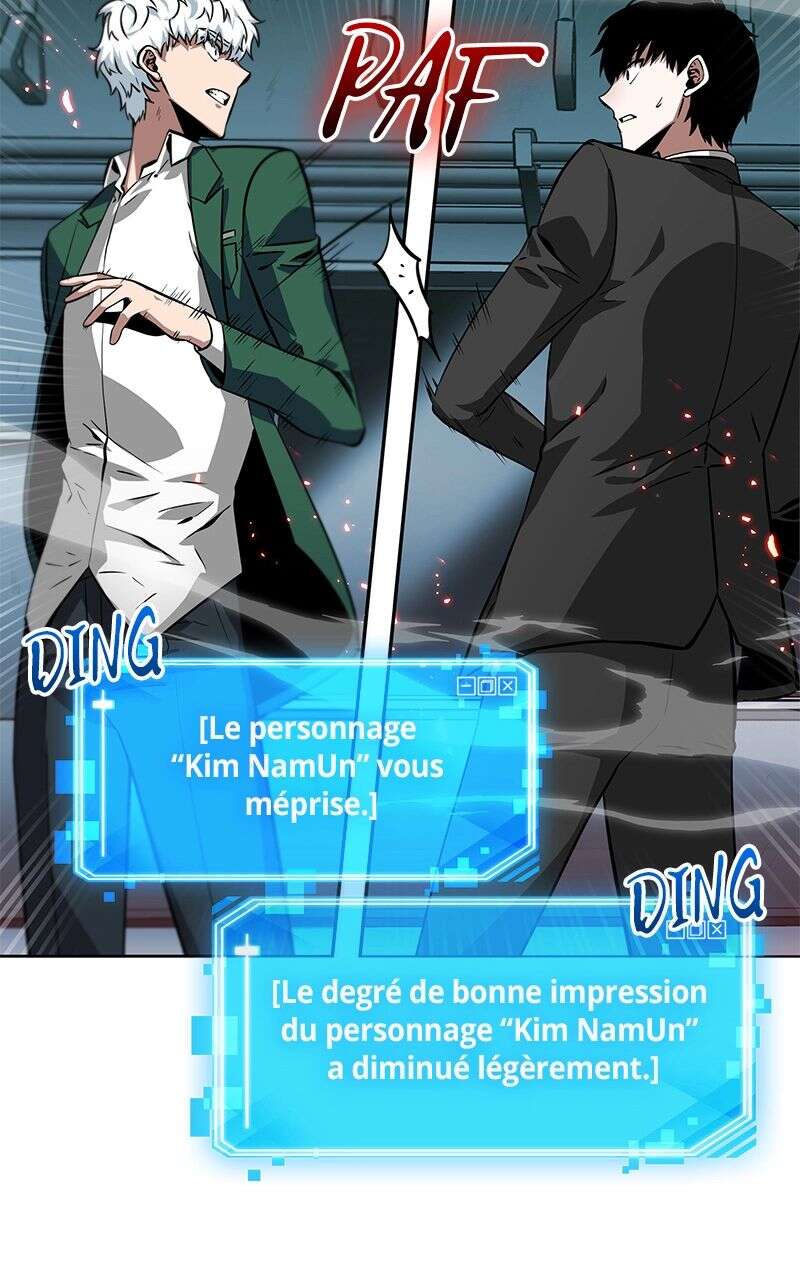 PAF
DING
[Le personnage
“Kim NamUn” vous
méprise.]
DING
[Le degré de bonne impression
du personnage “Kim NamUn”
a diminué légèrement.]